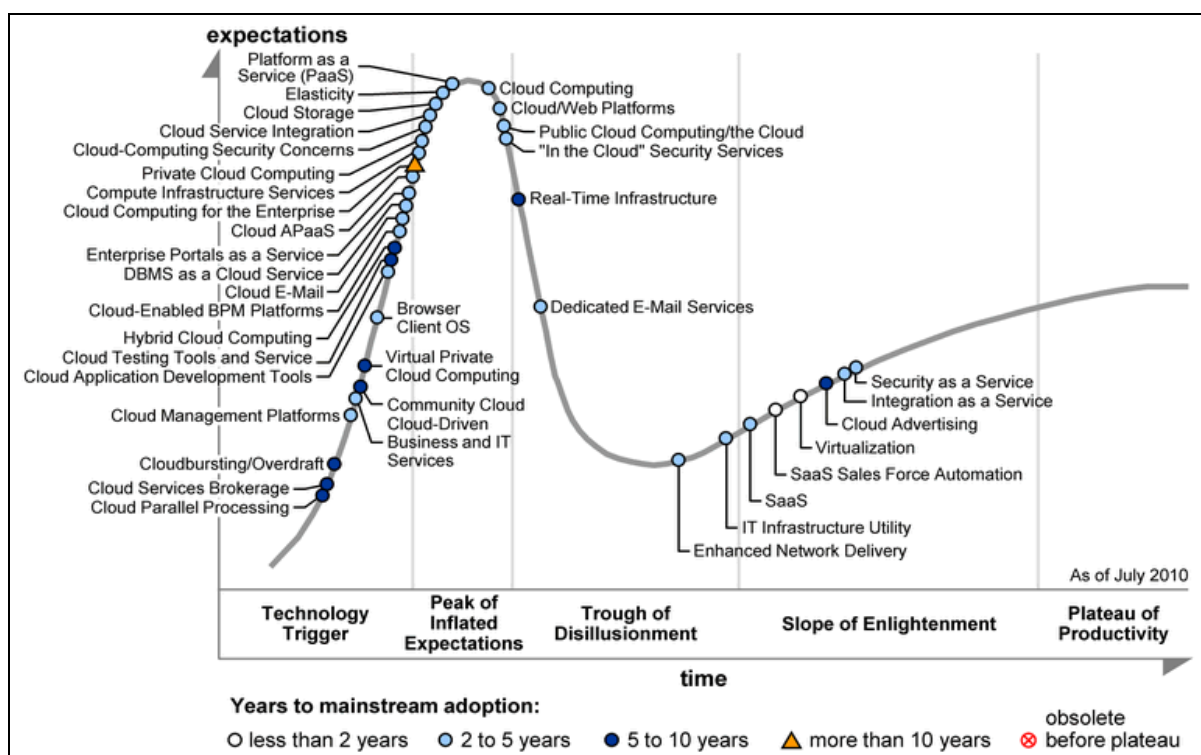 expectations
Platform as a
Service (PaaS)
Elasticity
Cloud Storage
Cloud Service Integration
Cloud-Computing Security Concerns
Private Cloud Computing
Compute Infrastructure Services
Cloud Computing for the Enterprise
Cloud APaaS
Enterprise Portals as a Service
DBMS as a Cloud Service
Cloud E-Mail
Cloud-Enabled BPM Platforms
Hybrid Cloud Computing
Cloud Testing Tools and Service
Cloud Application Development Tools
Cloud Management Platforms
Cloudbursting/Overdraft
Cloud Services Brokerage
Cloud Parallel Processing
Browser
Client OS
Virtual Private
Cloud Computing
Community Cloud
Cloud-Driven
Business and IT
Services
Cloud Computing
Cloud/Web Platforms
Public Cloud Computing/the Cloud
"In the Cloud" Security Services
Real-Time Infrastructure
Dedicated E-Mail Services
Security as a Service
Integration as a Service
Cloud Advertising
Virtualization
SaaS Sales Force Automation
SaaS
IT Infrastructure Utility
Enhanced Network Delivery
As of July 2010
Technology
Trigger
Peak of
Inflated
Expectations
Trough of
Disillusionment
Slope of Enlightenment
Plateau of
Productivity
time
Years to mainstream adoption:
less than 2 years
2 to 5 years
5 to 10 years
more than 10 years
obsolete
before plateau